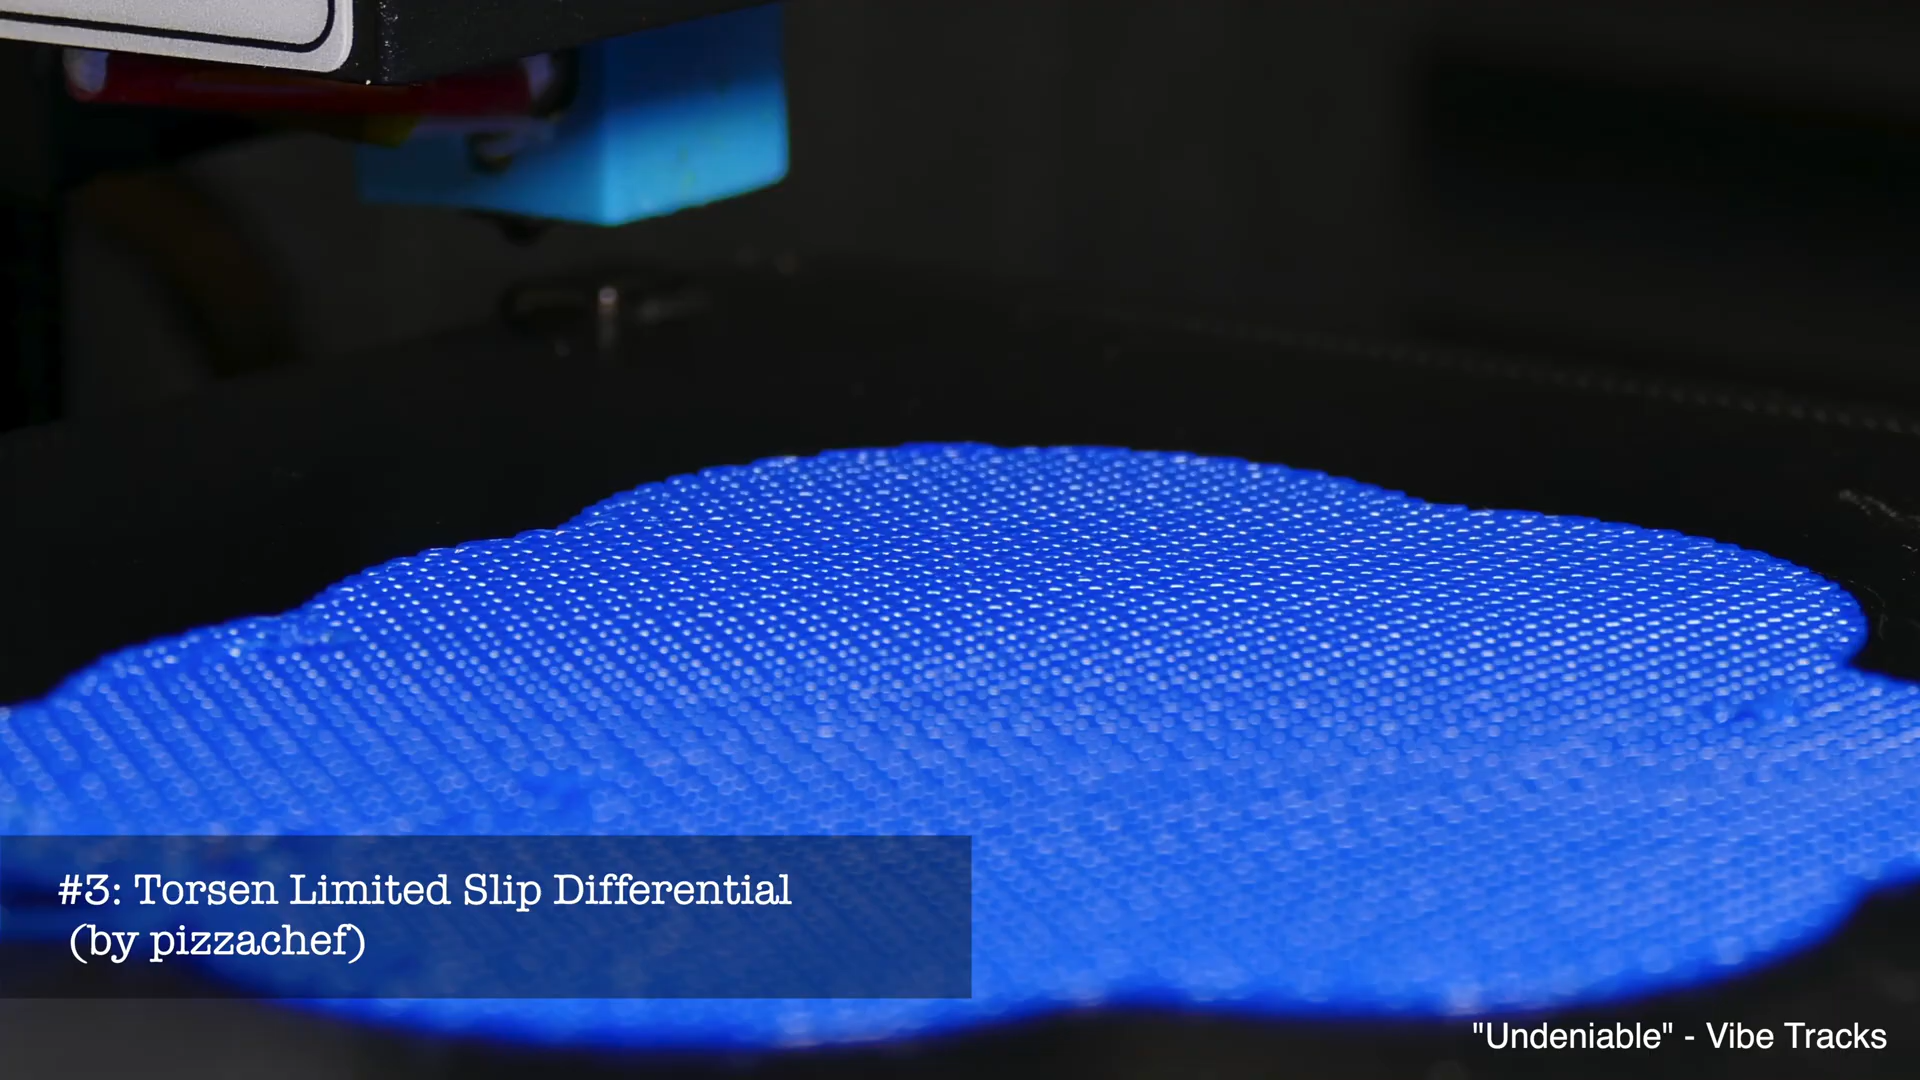 #3: Torsen Limited Slip Differential
(by pizzachef)
"Undeniable" - Vibe Tracks